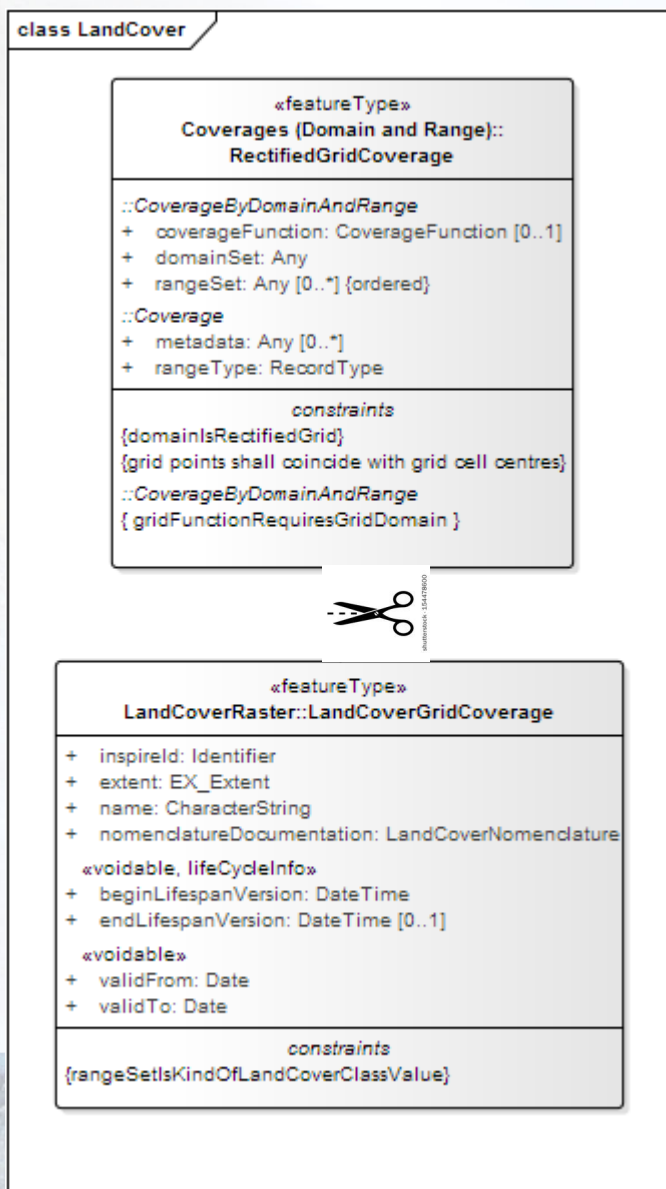 class LandCover
«featureType»
Coverages (Domain and Range)::
RectifiedGridCoverage
::CoverageByDomainAndRange
+ coverageFunction: CoverageFunction [0..1]
+ domainSet: Any
+ rangeSet: Any [0..*] {ordered}
::Coverage
+ metadata: Any [0..*]
+ rangeType: RecordType
constraints
{domainIsRectifiedGrid}
{grid points shall coincide with grid cell centres}
::CoverageByDomainAndRange
{ gridFunctionRequiresGridDomain }
shutterstock · 154478600
«featureType»
LandCoverRaster::LandCoverGridCoverage
+ inspireId: Identifier
+ extent: EX_Extent
+ name: CharacterString
+ nomenclatureDocumentation: LandCoverNomenclature
«voidable, lifeCycleInfo»
+ beginLifespanVersion: DateTime
+ endLifespanVersion: DateTime [0..1]
«voidable»
+ validFrom: Date
+ validTo: Date
constraints
{rangeSetIsKindOfLandCoverClassValue}